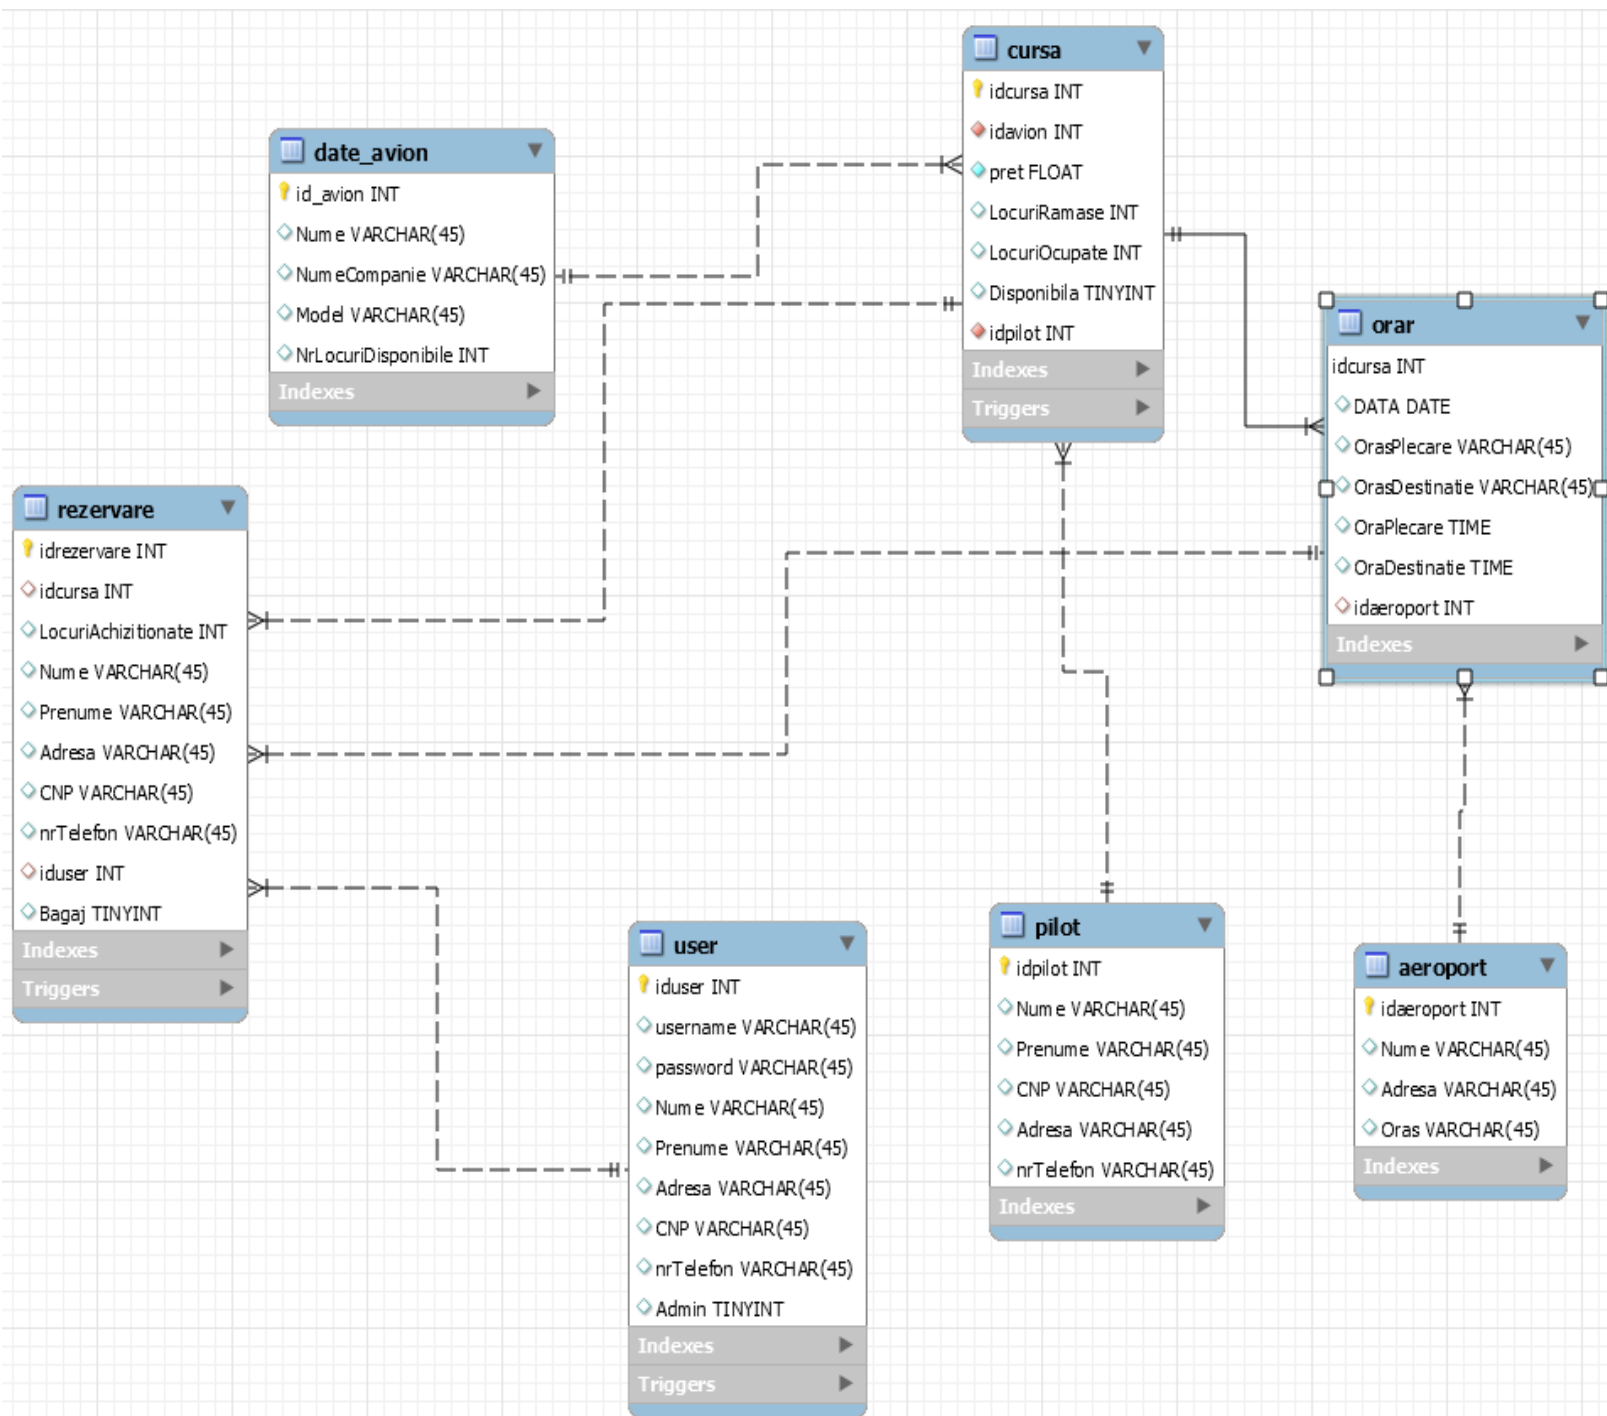 cursa
idcursa INT
idavion INT
pret FLOAT
LocuriRamase INT
LocuriOcupate INT
Disponibila TINYINT
idpilot INT
Indexes
Triggers
date_avion
id_avion INT
Nume VARCHAR(45)
NumeCompanie VARCHAR(45)
Model VARCHAR(45)
NrLocuriDisponibile INT
Indexes
orar
idcursa INT
DATA DATE
OrasPlecare VARCHAR(45)
OrasDestinatie VARCHAR(45)
OraPlecare TIME
OraDestinatie TIME
idaeroport INT
Indexes
rezervare
idrezervare INT
idcursa INT
LocuriAchizitionate INT
Nume VARCHAR(45)
Prenume VARCHAR(45)
Adresa VARCHAR(45)
CNP VARCHAR(45)
nrTelefon VARCHAR(45)
iduser INT
Bagaj TINYINT
Indexes
Triggers
user
iduser INT
username VARCHAR(45)
password VARCHAR(45)
Nume VARCHAR(45)
Prenume VARCHAR(45)
Adresa VARCHAR(45)
CNP VARCHAR(45)
nrTelefon VARCHAR(45)
Admin TINYINT
Indexes
Triggers
pilot
idpilot INT
Nume VARCHAR(45)
Prenume VARCHAR(45)
CNP VARCHAR(45)
Adresa VARCHAR(45)
nrTelefon VARCHAR(45)
Indexes
aeroport
idaeroport INT
Nume VARCHAR(45)
Adresa VARCHAR(45)
Oras VARCHAR(45)
Indexes